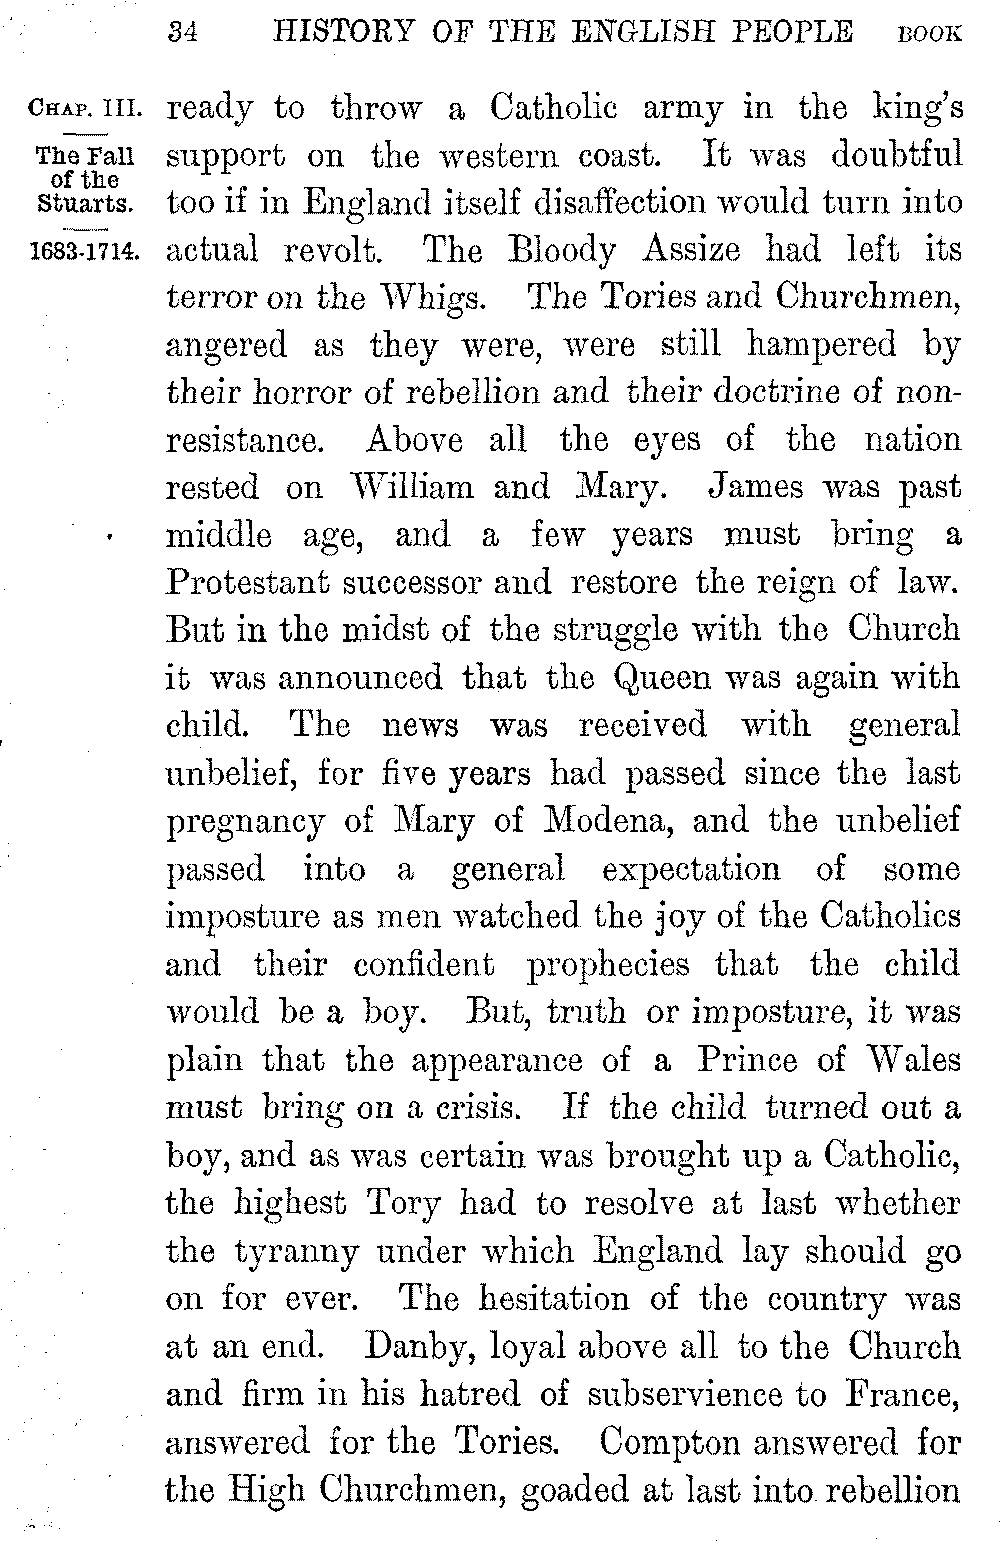 34 HISTORY OF THE ENGLISH PEOPLE BOOK
CHAP. III.
The Fall
of the
Stuarts.
1683-1714.
ready to throw a Catholic army in the king's
support on the western coast. It was doubtful
too if in England itself disaffection would turn into
actual revolt. The Bloody Assize had left its
terror on the Whigs. The Tories and Churchmen,
angered as they were, were still hampered by
their horror of rebellion and their doctrine of non-
resistance. Above all the eyes of the nation
rested on William and Mary. James was past
middle age, and a few years must bring a
Protestant successor and restore the reign of law.
But in the midst of the struggle with the Church
it was announced that the Queen was again with
child. The news was received with general
unbelief, for five years had passed since the last
pregnancy of Mary of Modena, and the unbelief
passed into a general expectation of some
imposture as men watched the joy of the Catholics
and their confident prophecies that the child
would be a boy. But, truth or imposture, it was
plain that the appearance of a Prince of Wales
must bring on a crisis. If the child turned out a
boy, and as was certain was brought up a Catholic,
the highest Tory had to resolve at last whether
the tyranny under which England lay should go
on for ever. The hesitation of the country was
at an end. Danby, loyal above all to the Church
and firm in his hatred of subservience to France,
answered for the Tories. Compton answered for
the High Churchmen, goaded at last into rebellion